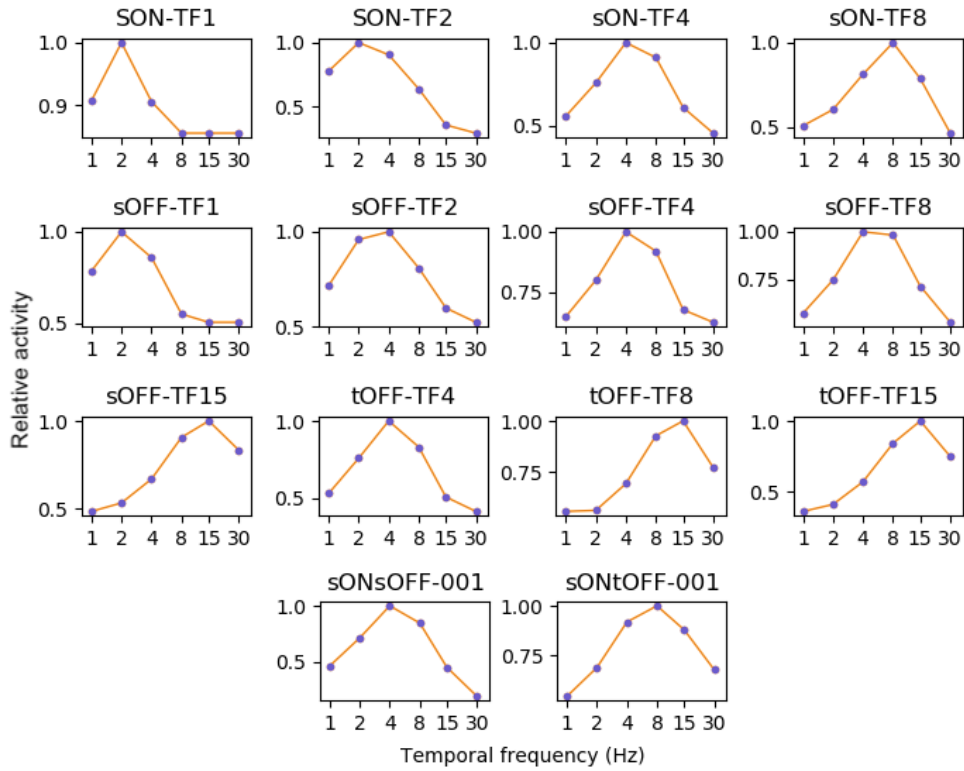 SON-TF1 SON-TF2 sON-TF4 sON-TF8
1.0 1.0 1.0 1.0
0.9 0.5 0.5 0.5
1 2 4 8 15 30 1 2 4 8 15 30 1 2 4 8 15 30 1 2 4 8 15 30
sOFF-TF1 sOFF-TF2 sOFF-TF4 sOFF-TF8
1.0 1.0 1.00 1.00
0.5 0.5 0.75 0.75
1 2 4 8 15 30 1 2 4 8 15 30 1 2 4 8 15 30 1 2 4 8 15 30
Relative activity
sOFF-TF15 tOFF-TF4 tOFF-TF8 tOFF-TF15
1.0 1.0 1.00 1.0
0.5 0.5 0.75 0.5
1 2 4 8 15 30 1 2 4 8 15 30 1 2 4 8 15 30 1 2 4 8 15 30
sONsOFF-001 sONtOFF-001
1.0 1.00
0.5 0.75
1 2 4 8 15 30 1 2 4 8 15 30
Temporal frequency (Hz)